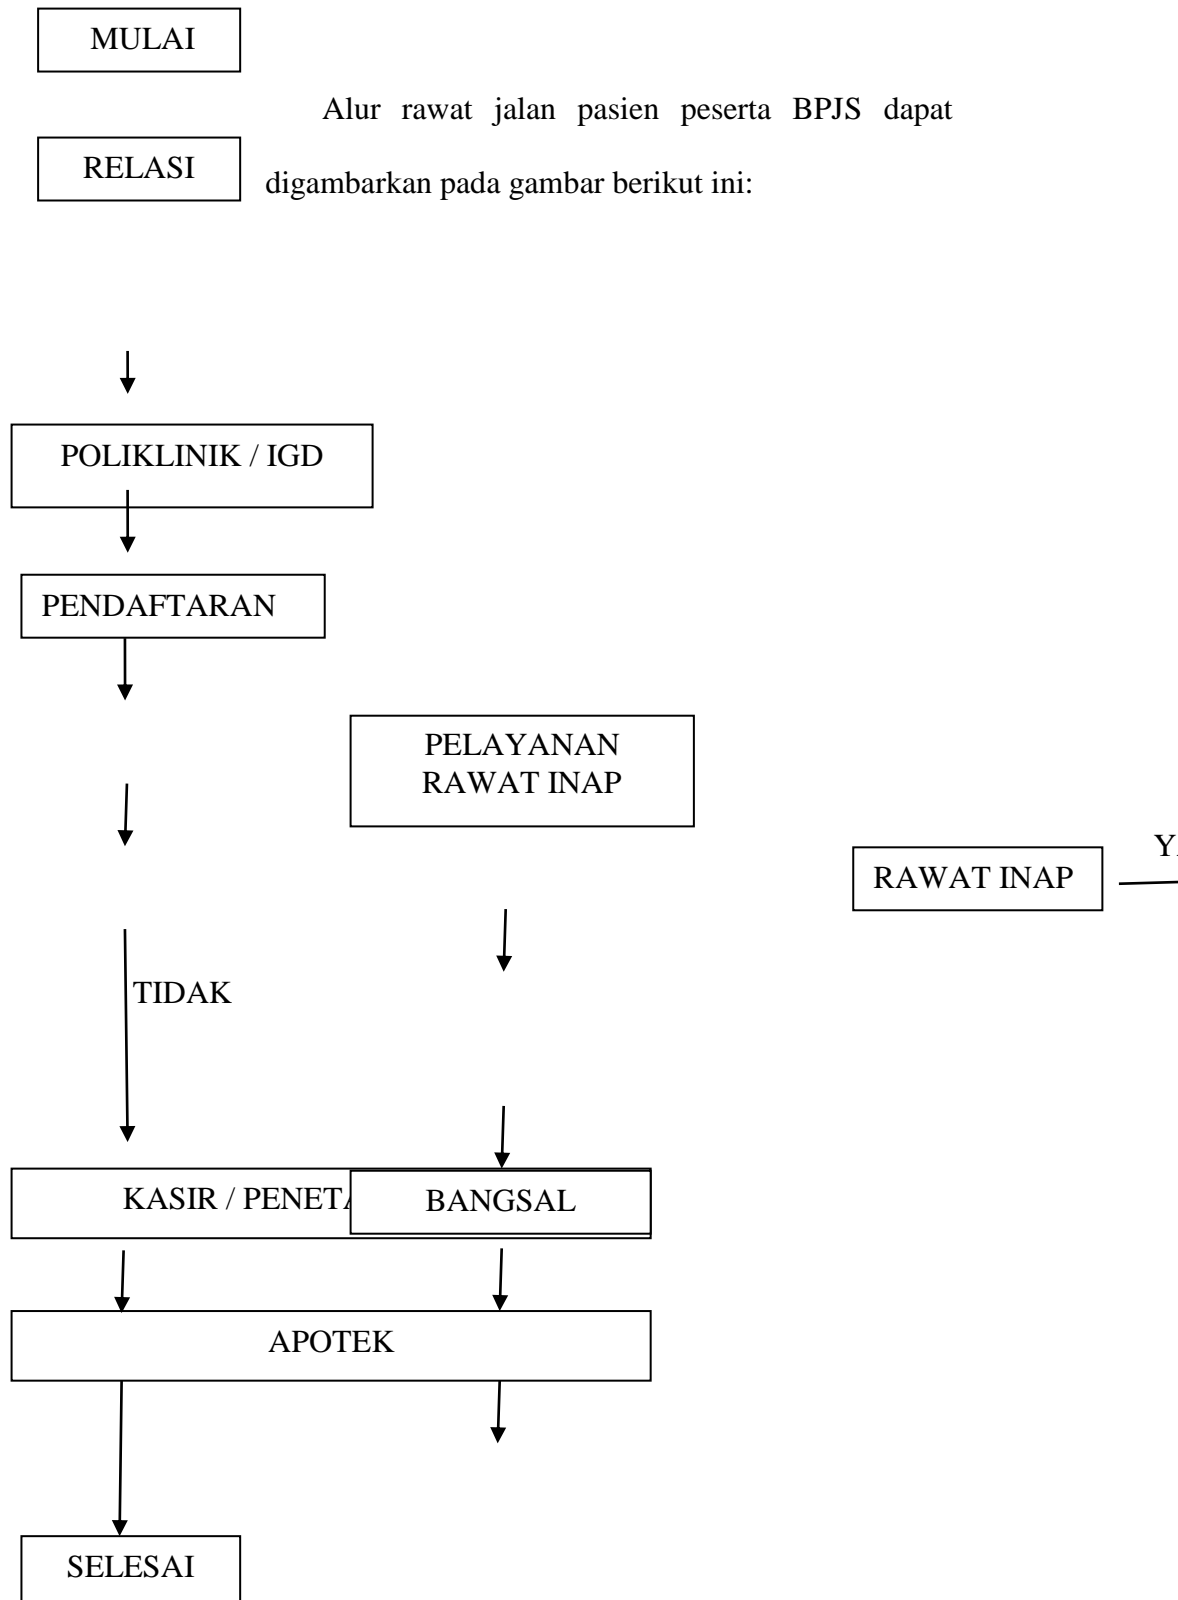 MULAI
Alur rawat jalan pasien peserta BPJS dapat
RELASI
digambarkan pada gambar berikut ini:
POLIKLINIK / IGD
PENDAFTARAN
PELAYANAN
RAWAT INAP
RAWAT INAP
TIDAK
KASIR /
BANGSAL
APOTEK
SELESAI